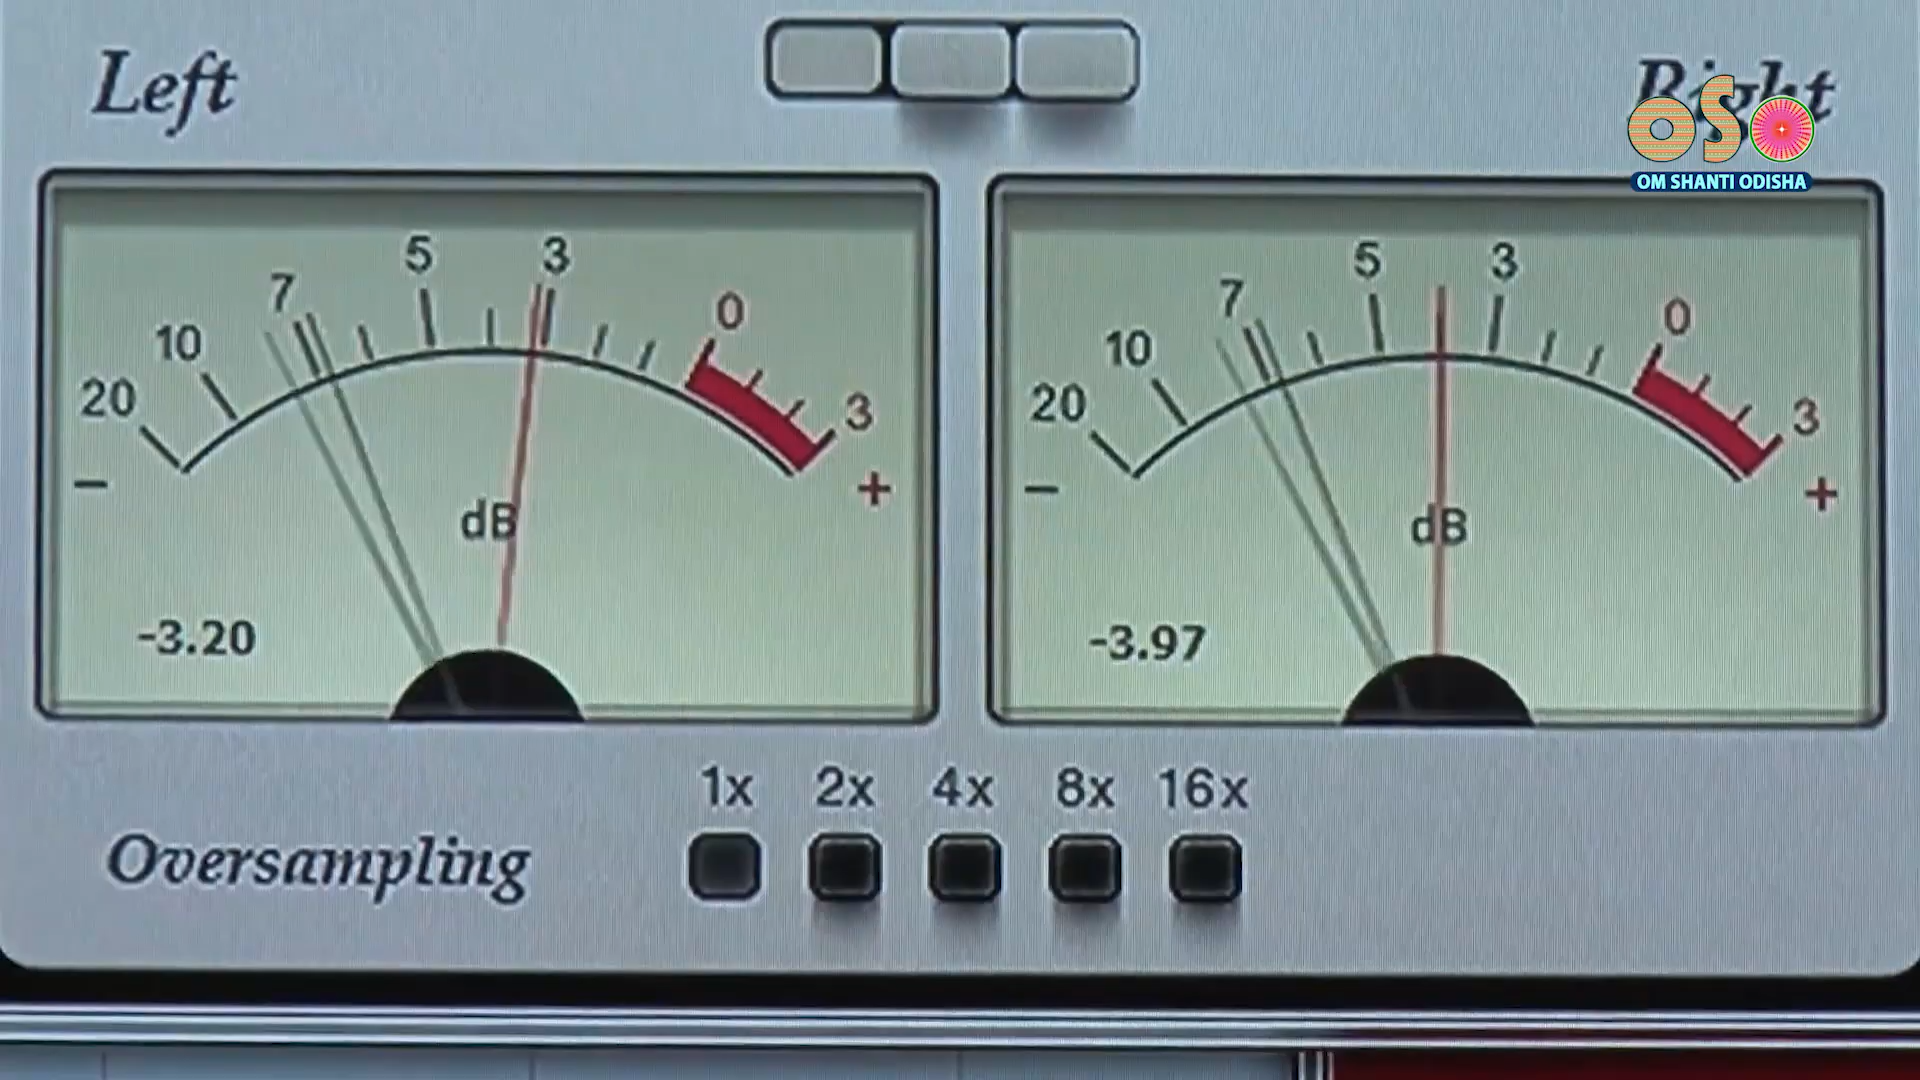 Left
Right
OSO
OM SHANTI ODISHA
20 10 7 5 3 0 3
- +
dB
-3.20
20 10 7 5 3 0 3
- +
dB
-3.97
1x 2x 4x 8x 16x
Oversampling